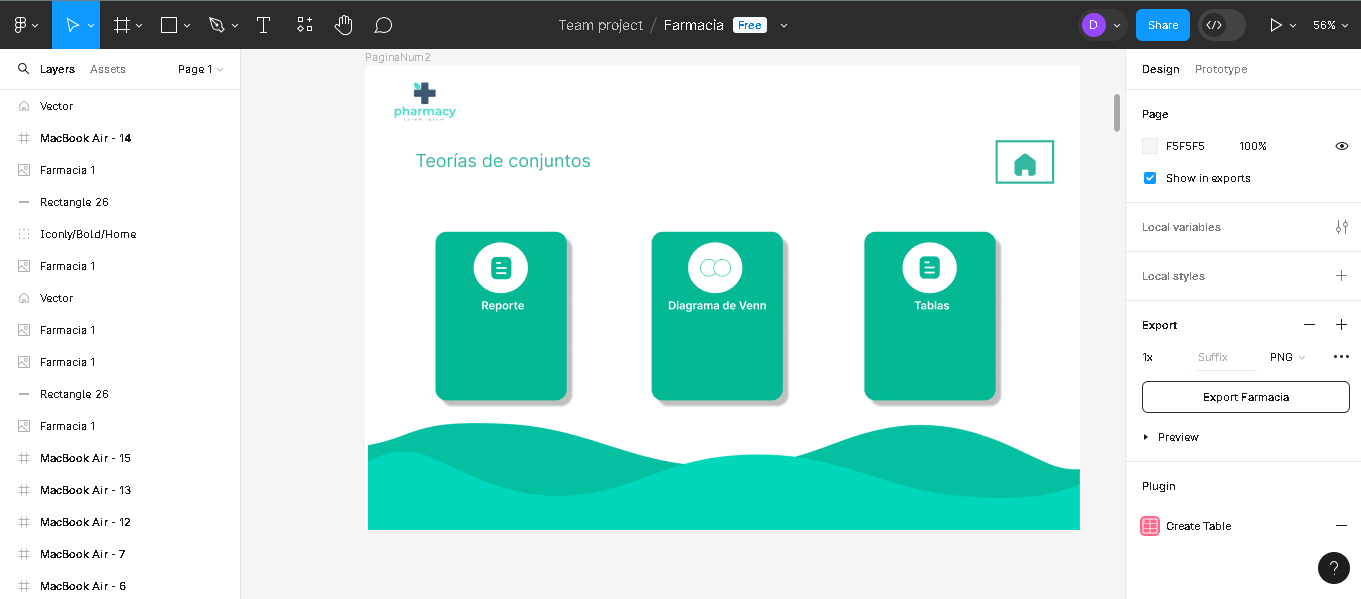 Team project / Farmacia Free
D Share 56%
Layers Assets Page 1
Vector
MacBook Air - 14
Farmacia 1
Rectangle 26
Iconly/Bold/Home
Farmacia 1
Vector
Farmacia 1
Farmacia 1
Rectangle 26
Farmacia 1
MacBook Air - 15
MacBook Air - 13
MacBook Air - 12
MacBook Air - 7
MacBook Air - 6
PaginaNum2
pharmacy
Lorem Ipsum
Teorías de conjuntos
Reporte
Diagrama de Venn
Tablas
Design Prototype
Page
F5F5F5 100%
Show in exports
Local variables
Local styles
Export
1x Suffix PNG
Export Farmacia
Preview
Plugin
Create Table
?